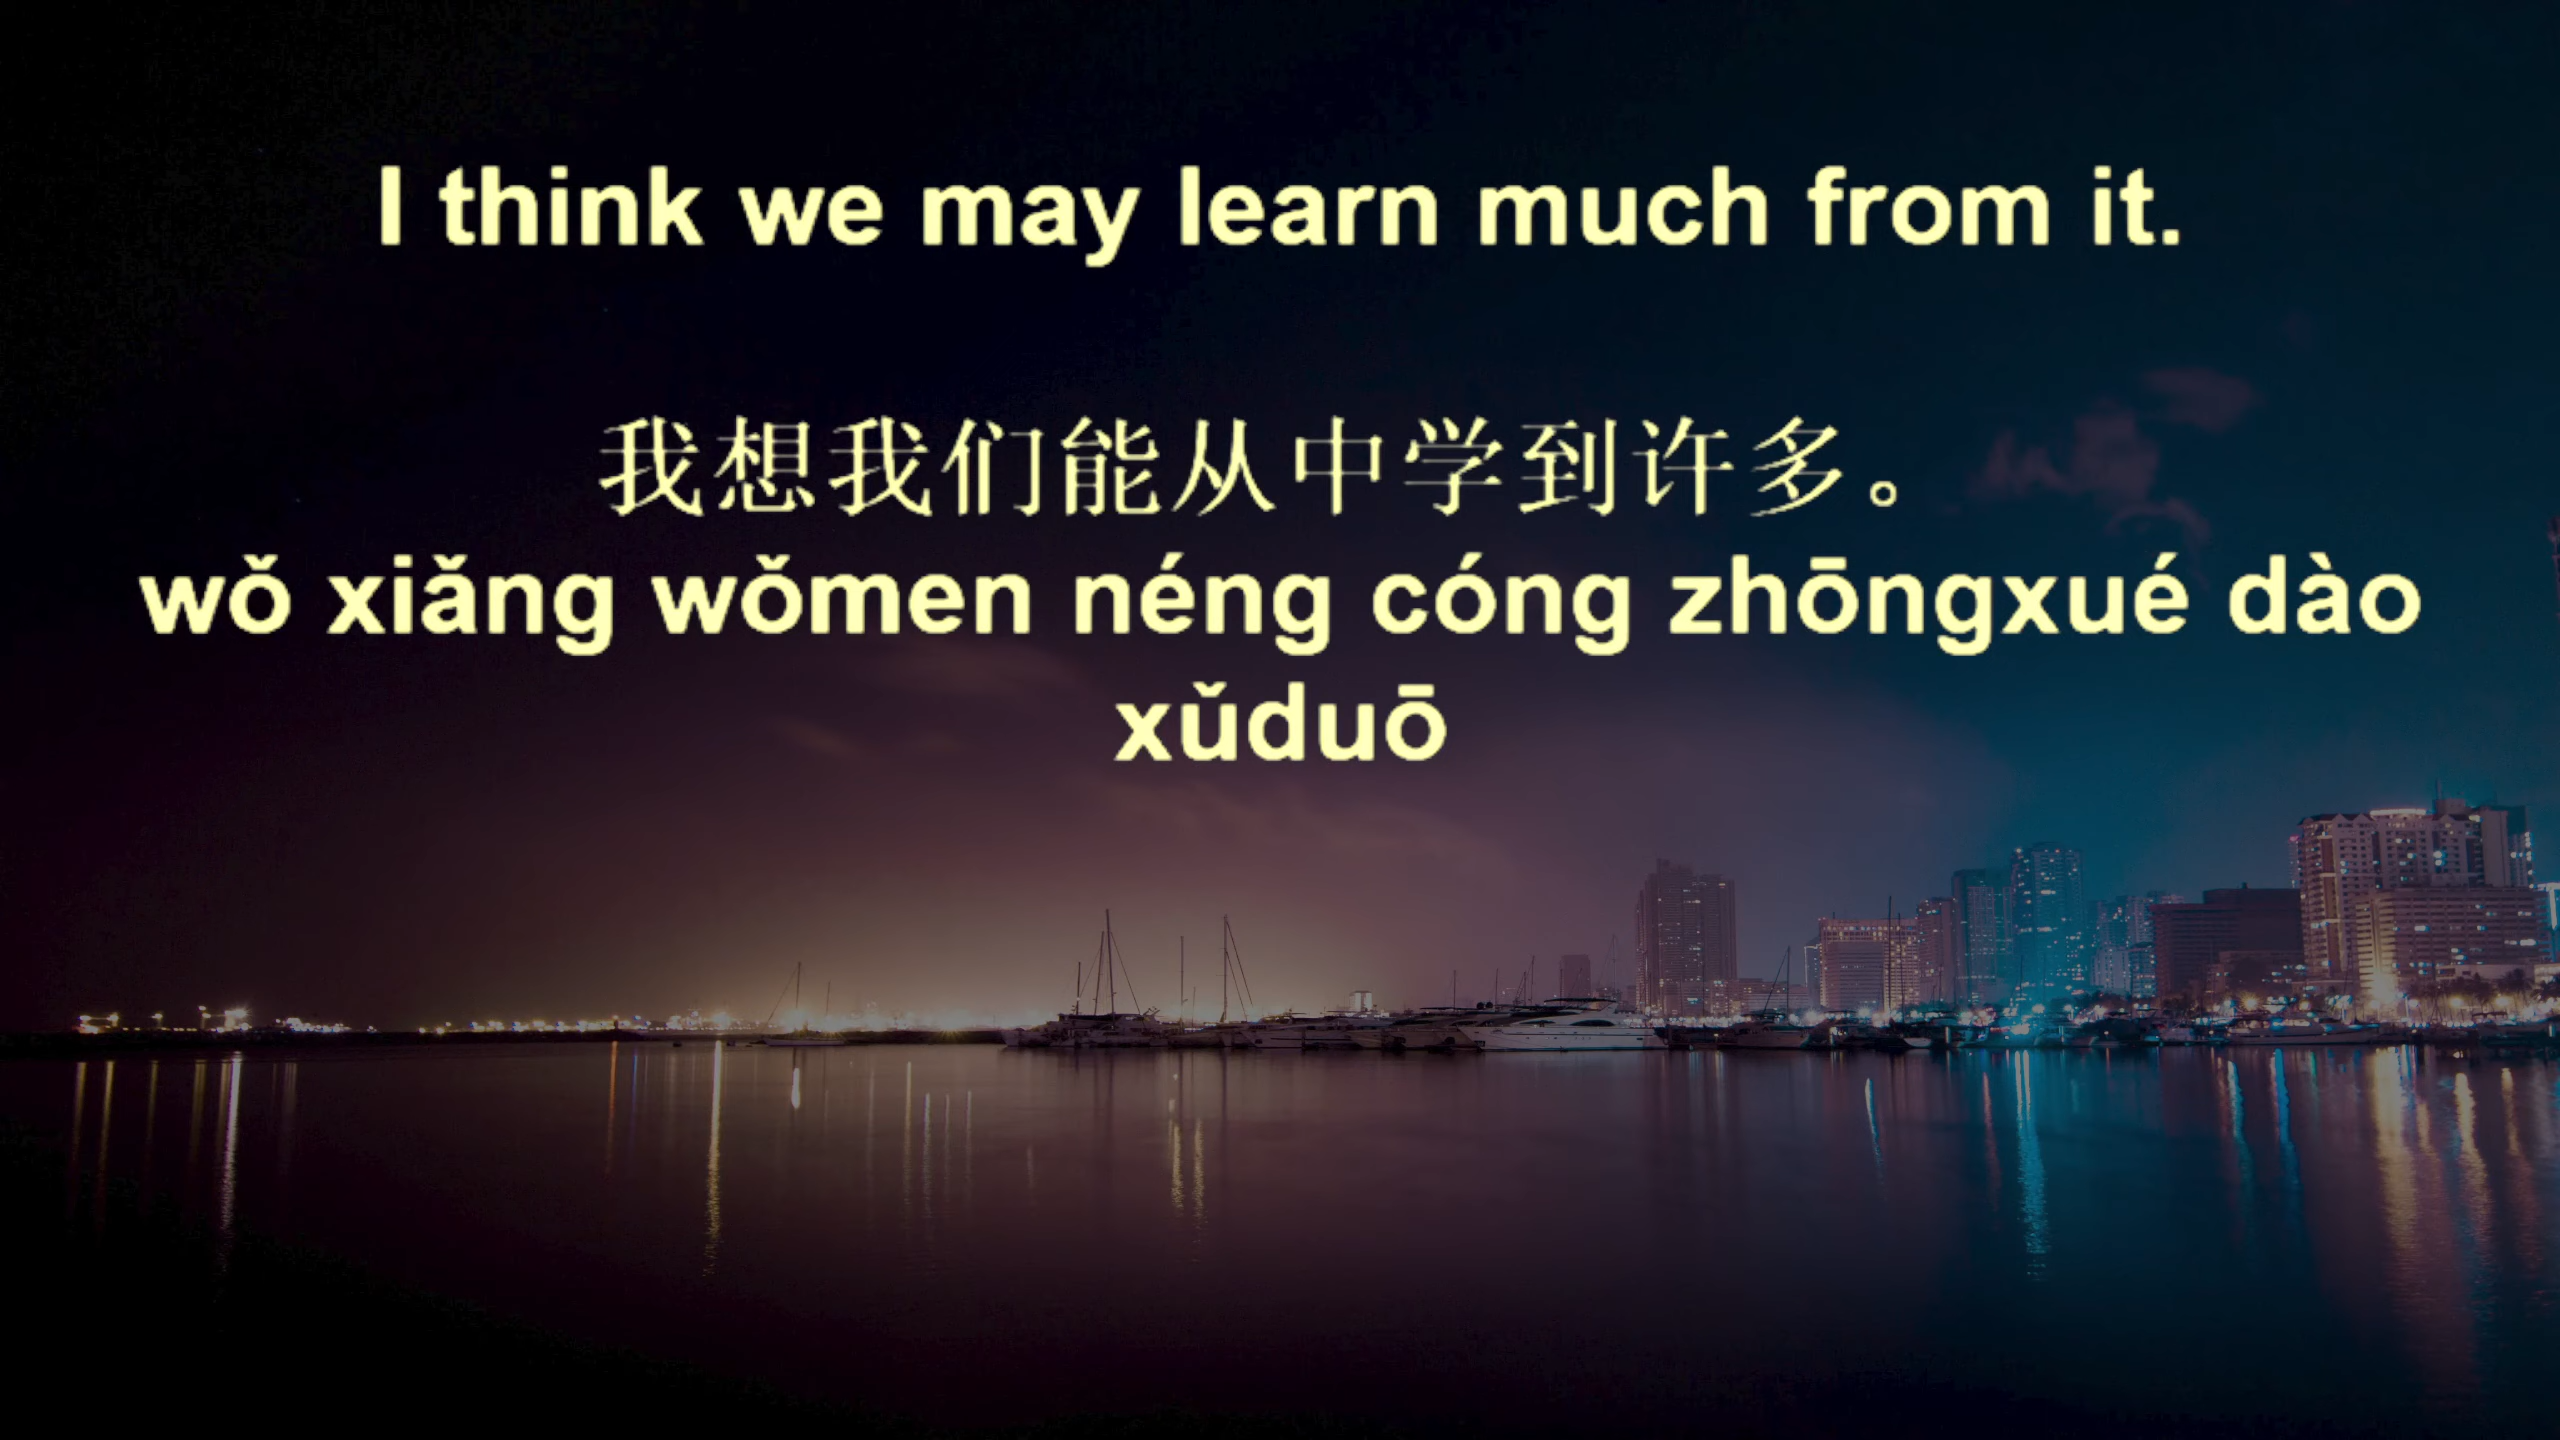 I think we may learn much from it.
我想我们能从中学到许多。
wǒ xiǎng wǒmen néng cóng zhōngxué dào
xǔduō